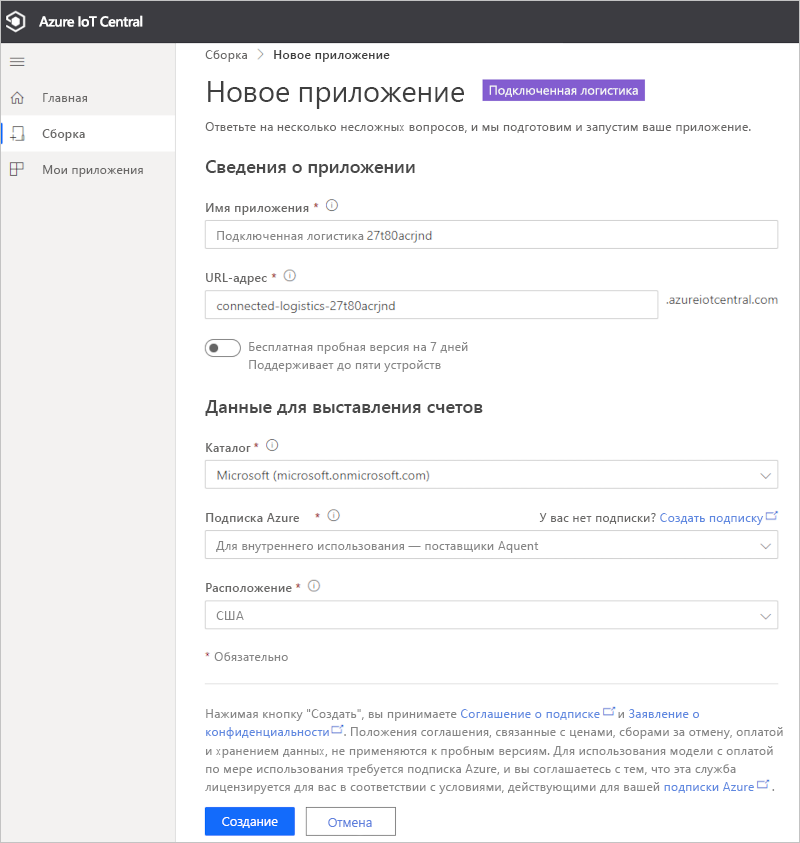 Azure IoT Central
Главная
Сборка
Мои приложения
Сборка > Новое приложение
Новое приложение Подключенная логистика
Ответьте на несколько несложных вопросов, и мы подготовим и запустим ваше приложение.
Сведения о приложении
Имя приложения *
Подключенная логистика 27t80acrjnd
URL-адрес *
connected-logistics-27t80acrjnd .azureiotcentral.com
Бесплатная пробная версия на 7 дней
Поддерживает до пяти устройств
Данные для выставления счетов
Каталог *
Microsoft (microsoft.onmicrosoft.com)
Подписка Azure * У вас нет подписки? Создать подписку
Для внутреннего использования — поставщики Aquent
Расположение *
США
* Обязательно
Нажимая кнопку "Создать", вы принимаете Соглашение о подписке и Заявление о
конфиденциальности. Положения соглашения, связанные с ценами, сборами за отмену, оплатой
и хранением данных, не применяются к пробным версиям. Для использования модели с оплатой
по мере использования требуется подписка Azure, и вы соглашаетесь с тем, что эта служба
лицензируется для вас в соответствии с условиями, действующими для вашей подписки Azure.
Создание Отмена